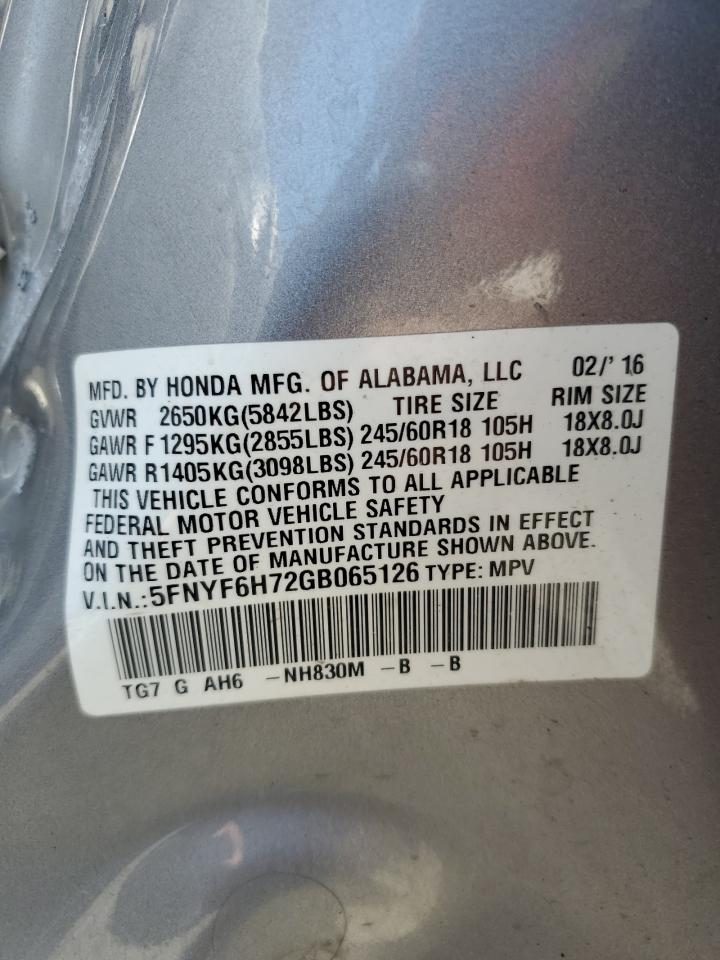 MFD. BY HONDA MFG. OF ALABAMA, LLC 02/'16
GVWR 2650KG(5842LBS) TIRE SIZE RIM SIZE
GAWR F 1295KG(2855LBS) 245/60R18 105H 18X8.0J
GAWR R 1405KG(3098LBS) 245/60R18 105H 18X8.0J
THIS VEHICLE CONFORMS TO ALL APPLICABLE
FEDERAL MOTOR VEHICLE SAFETY
AND THEFT PREVENTION STANDARDS IN EFFECT
ON THE DATE OF MANUFACTURE SHOWN ABOVE.
V.I.N.:5FNYF6H72GB065126 TYPE: MPV
TG7 G AH6 -NH830M -B -B